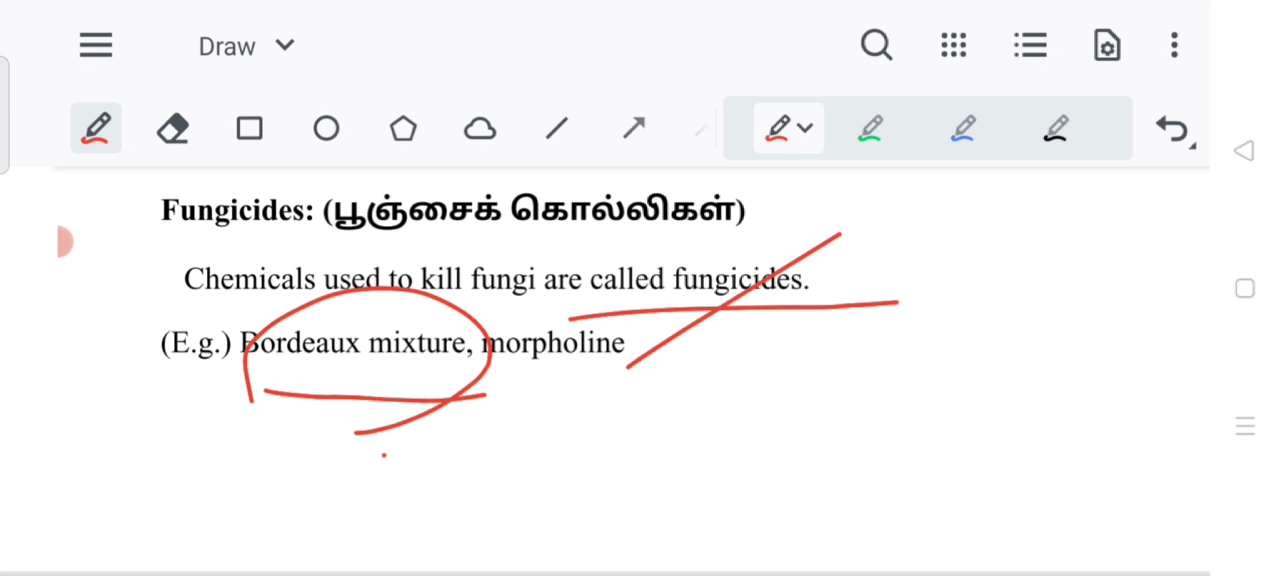 Draw
Fungicides: (பூஞ்சைக் கொல்லிகள்)
Chemicals used to kill fungi are called fungicides.
(E.g.) Bordeaux mixture, morpholine